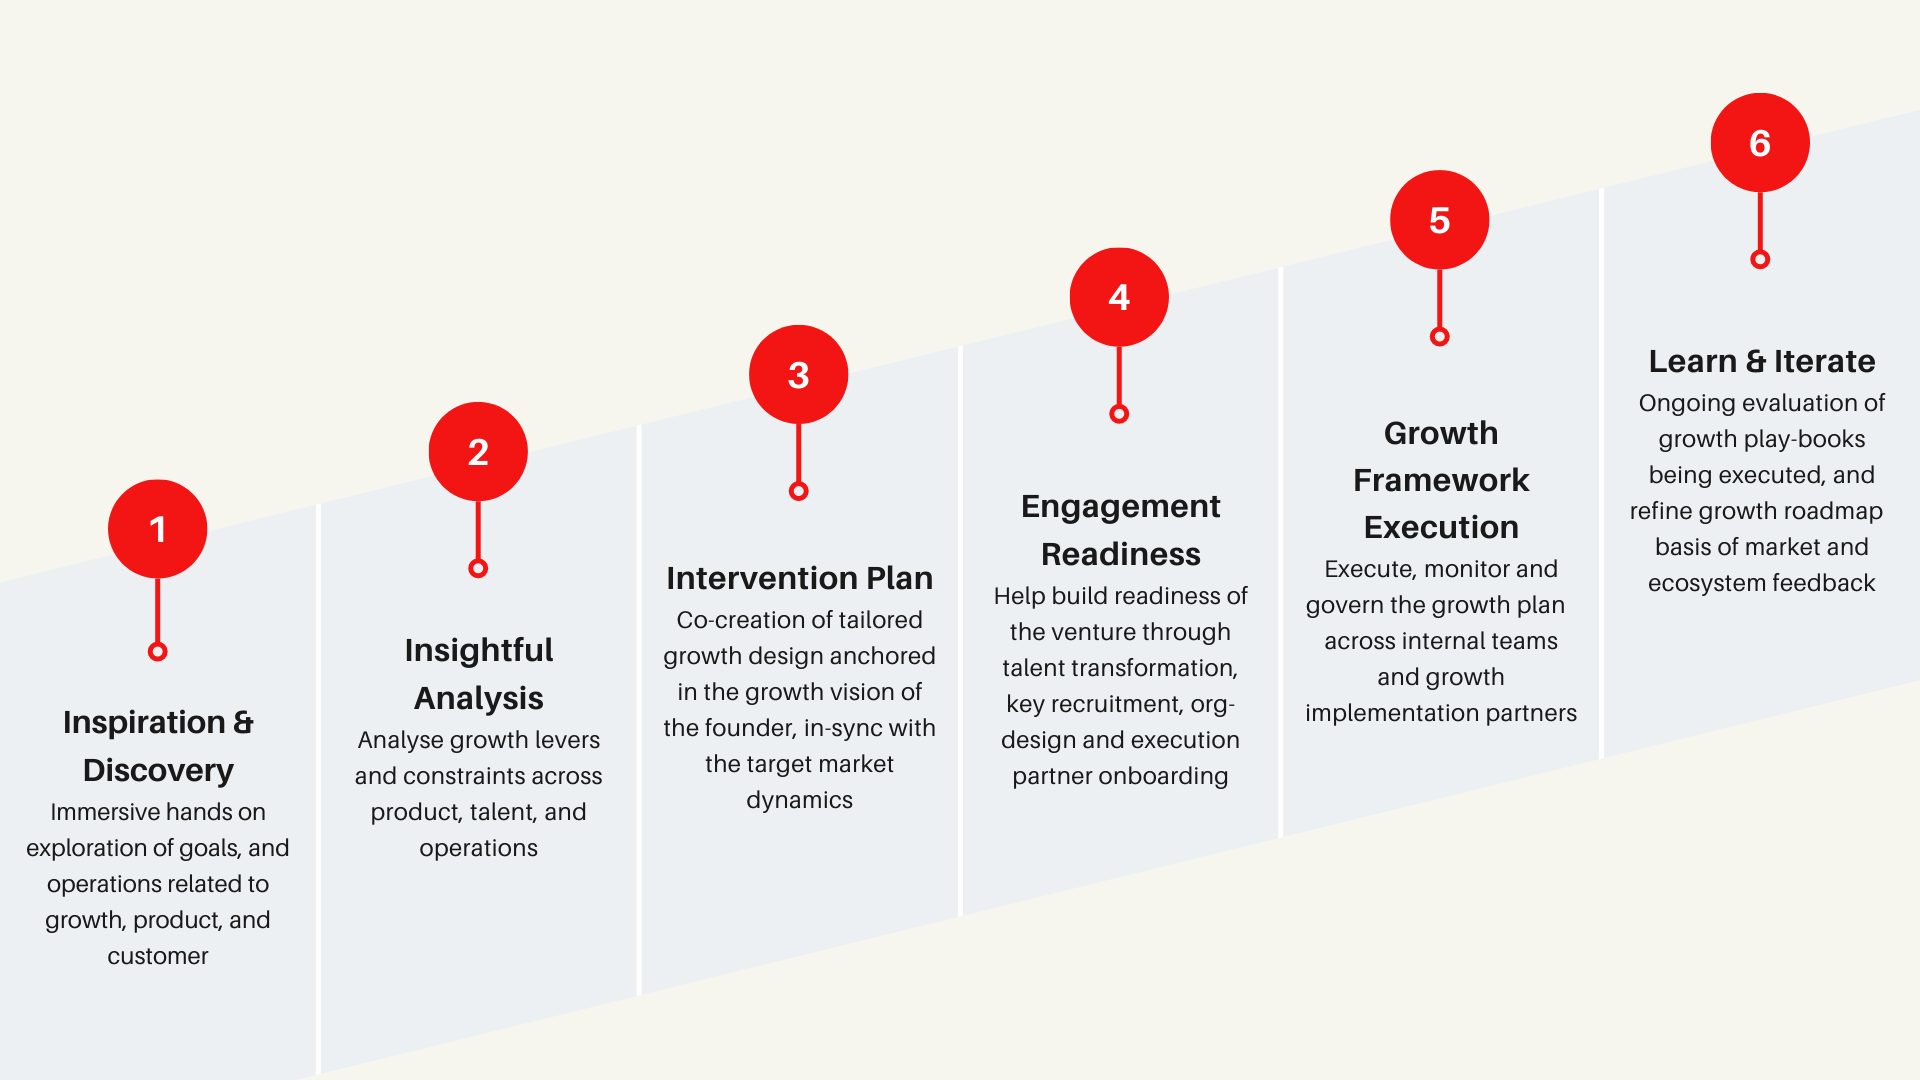 1
Inspiration &
Discovery
Immersive hands on
exploration of goals, and
operations related to
growth, product, and
customer
2
Insightful
Analysis
Analyse growth levers
and constraints across
product, talent, and
operations
3
Intervention Plan
Co-creation of tailored
growth design anchored
in the growth vision of
the founder, in-sync with
the target market
dynamics
4
Engagement
Readiness
Help build readiness of
the venture through
talent transformation,
key recruitment, org-
design and execution
partner onboarding
5
Growth
Framework
Execution
Execute, monitor and
govern the growth plan
across internal teams
and growth
implementation partners
6
Learn & Iterate
Ongoing evaluation of
growth play-books
being executed, and
refine growth roadmap
basis of market and
ecosystem feedback